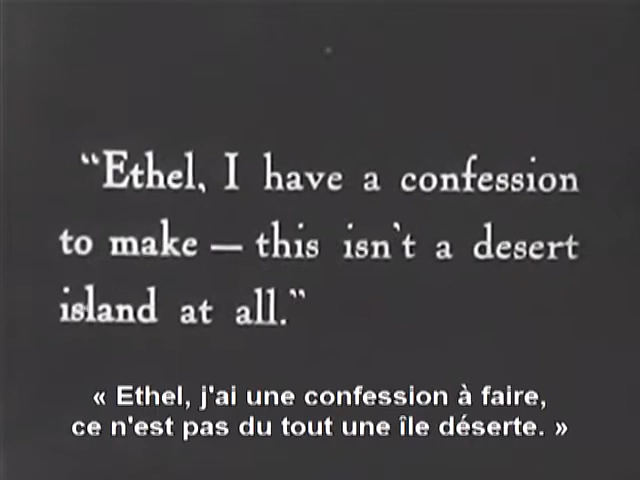 “Ethel, I have a confession
to make — this isn't a desert
island at all.”
« Ethel, j'ai une confession à faire,
ce n'est pas du tout une île déserte. »